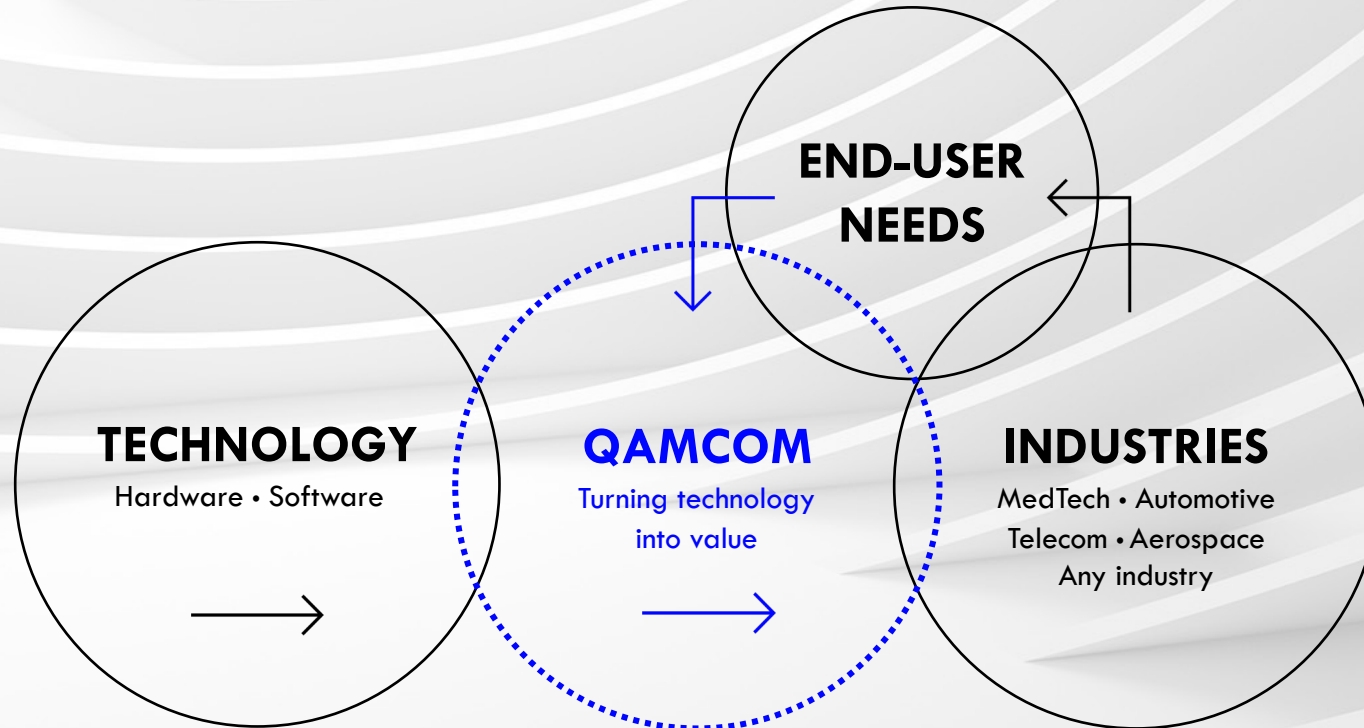 END-USER
NEEDS
TECHNOLOGY
Hardware • Software
QAMCOM
Turning technology
into value
INDUSTRIES
MedTech • Automotive
Telecom • Aerospace
Any industry